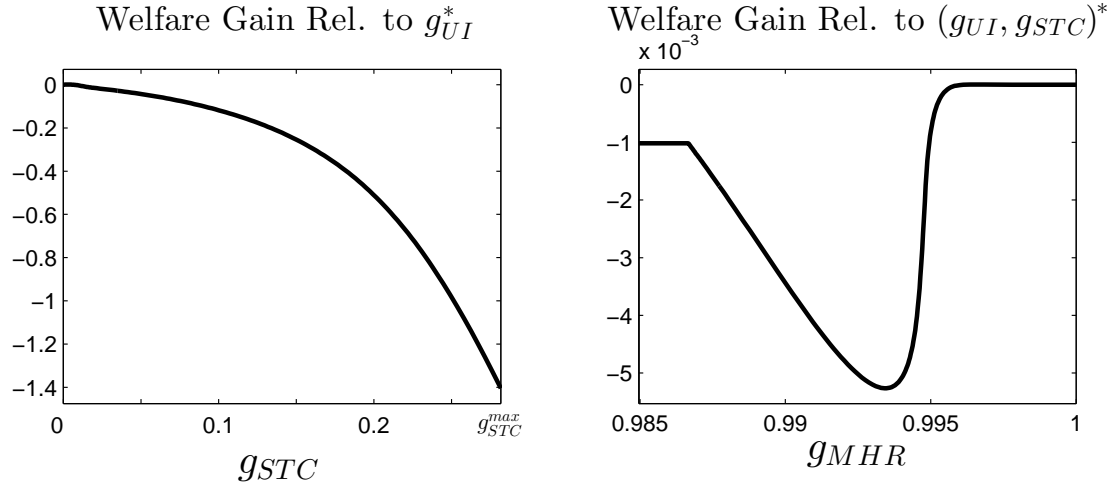 Welfare Gain Rel. to g*UI
0
−0.2
−0.4
−0.6
−0.8
−1
−1.2
−1.4
0 0.1 0.2 g^max_STC
g_STC
Welfare Gain Rel. to (g_UI, g_STC)*
x 10^−3
0
−1
−2
−3
−4
−5
0.985 0.99 0.995 1
g_MHR